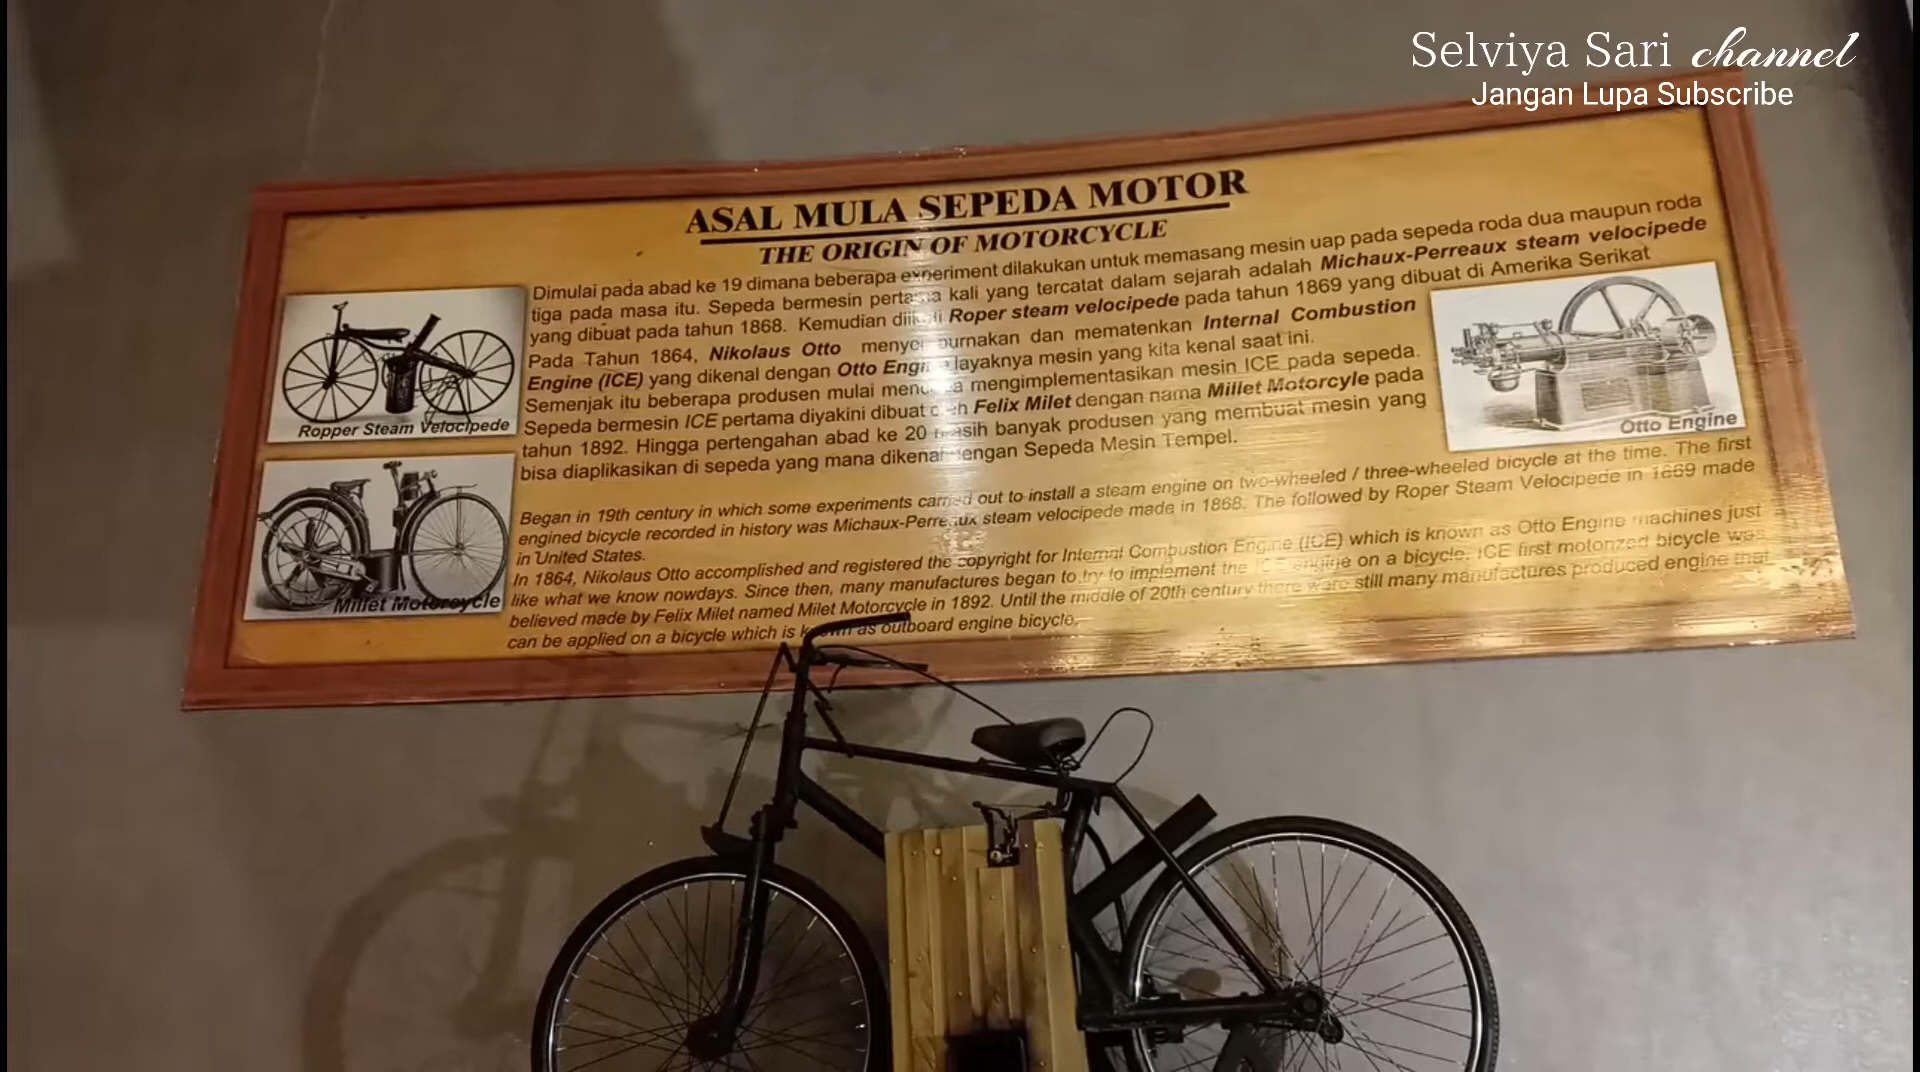 Selviya Sari channel
Jangan Lupa Subscribe
ASAL MULA SEPEDA MOTOR
THE ORIGIN OF MOTORCYCLE
Dimulai pada abad ke 19 dimana beberapa experiment dilakukan untuk memasang mesin uap pada sepeda roda dua maupun roda
tiga pada masa itu. Sepeda bermesin pertama kali yang tercatat dalam sejarah adalah Michaux-Perreaux steam velocipede
yang dibuat pada tahun 1868. Kemudian Roper steam velocipede pada tahun 1869 yang dibuat di Amerika Serikat
Pada Tahun 1864, Nikolaus Otto menyempurnakan dan mematenkan Internal Combustion
Engine (ICE) yang dikenal dengan Otto Engine layaknya mesin yang kita kenal saat ini.
Semenjak itu beberapa produsen mulai mencoba mengimplementasikan mesin ICE pada sepeda.
Sepeda bermesin ICE pertama diyakini dibuat oleh Felix Milet dengan nama Millet Motorcyle pada
tahun 1892. Hingga pertengahan abad ke 20 masih banyak produsen yang membuat mesin yang
bisa diaplikasikan di sepeda yang mana dikenal dengan Sepeda Mesin Tempel.
Ropper Steam Velocipede
Millet Motorcycle
Otto Engine
Began in 19th century in which some experiments carried out to install a steam engine on two-wheeled / three-wheeled bicycle at the time. The first
engined bicycle recorded in history was Michaux-Perreaux steam velocipede made in 1868. The followed by Roper Steam Velocipede in 1669 made
in United States.
In 1864, Nikolaus Otto accomplished and registered the copyright for Internal Combustion Engine (ICE) which is known as Otto Engine machines just
like what we know nowdays. Since then, many manufactures began to try to implement the ICE engine on a bicycle. ICE first motorized bicycle was
believed made by Felix Milet named Milet Motorcycle in 1892. Until the middle of 20th century there were still many manufactures produced engine that
can be applied on a bicycle which is known as outboard engine bicycle.